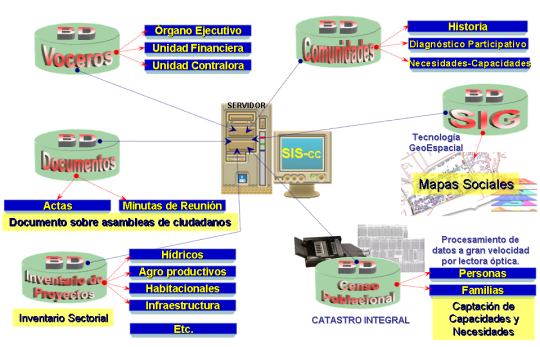 BD
Voceros
Órgano Ejecutivo
Unidad Financiera
Unidad Contralora
BD
Comunidades
Historia
Diagnóstico Participativo
Necesidades-Capacidades
SERVIDOR
SIS-cc
BD
SIG
Tecnología
GeoEspacial
Mapas Sociales
BD
Documentos
Actas
Minutas de Reunión
Documento sobre asambleas de ciudadanos
BD
Inventario de
Proyectos
Hídricos
Agro productivos
Habitacionales
Infraestructura
Etc.
Inventario Sectorial
BD
Censo
Poblacional
CATASTRO INTEGRAL
Procesamiento de
datos a gran velocidad
por lectora óptica.
Personas
Familias
Captación de
Capacidades y
Necesidades